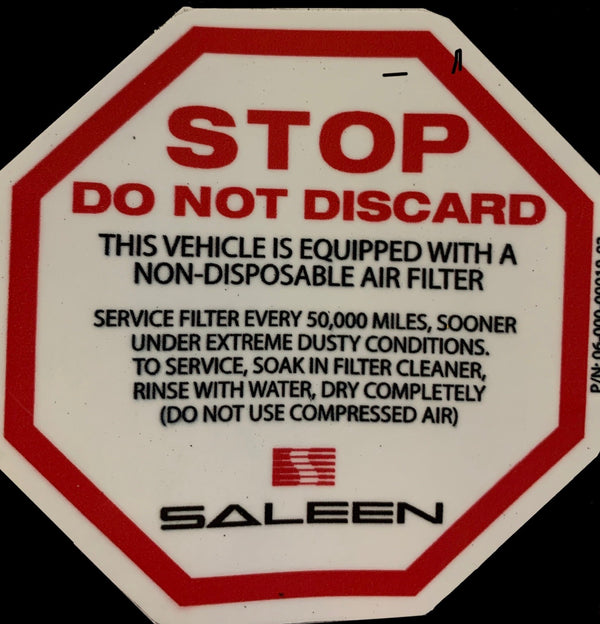 STOP
DO NOT DISCARD
THIS VEHICLE IS EQUIPPED WITH A
NON-DISPOSABLE AIR FILTER
SERVICE FILTER EVERY 50,000 MILES, SOONER
UNDER EXTREME DUSTY CONDITIONS.
TO SERVICE, SOAK IN FILTER CLEANER,
RINSE WITH WATER, DRY COMPLETELY
(DO NOT USE COMPRESSED AIR)
SALEEN
P/N: